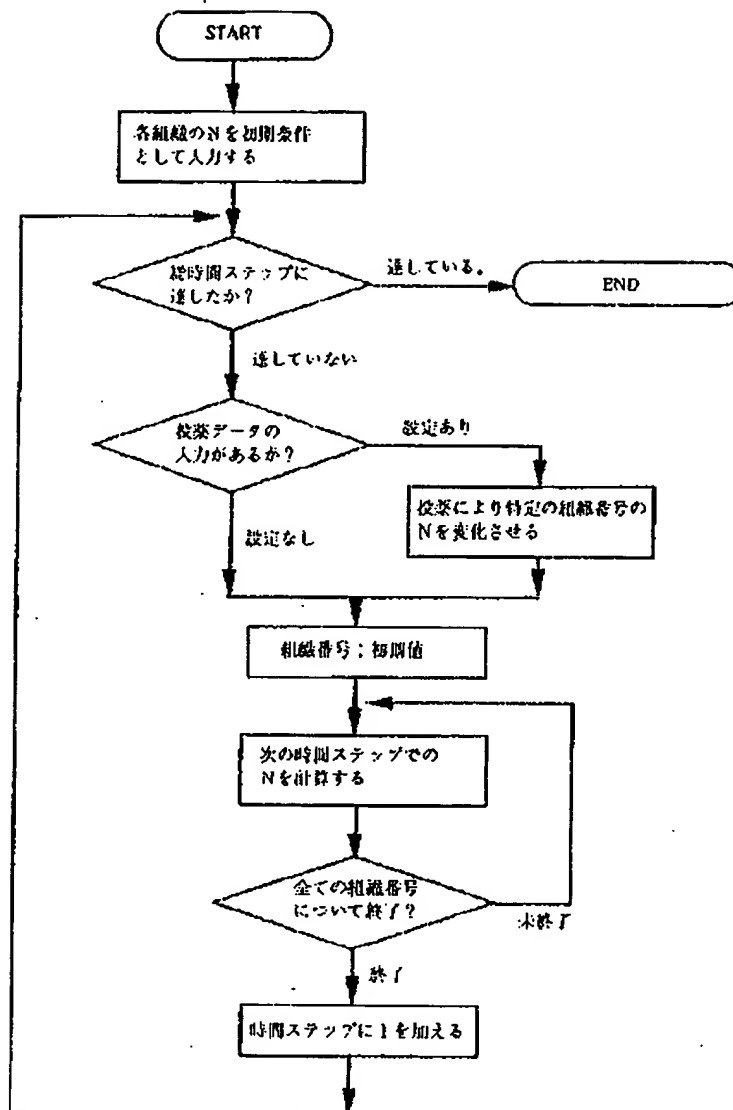 START
各組織のNを初期条件
として入力する
総時間ステップに
達したか？
達している。
END
達していない
投薬データの
入力があるか？
設定あり
投薬により特定の組織番号の
Nを変化させる
設定なし
組織番号：初期値
次の時間ステップでの
Nを計算する
全ての組織番号
について終了？
未終了
終了
時間ステップに1を加える